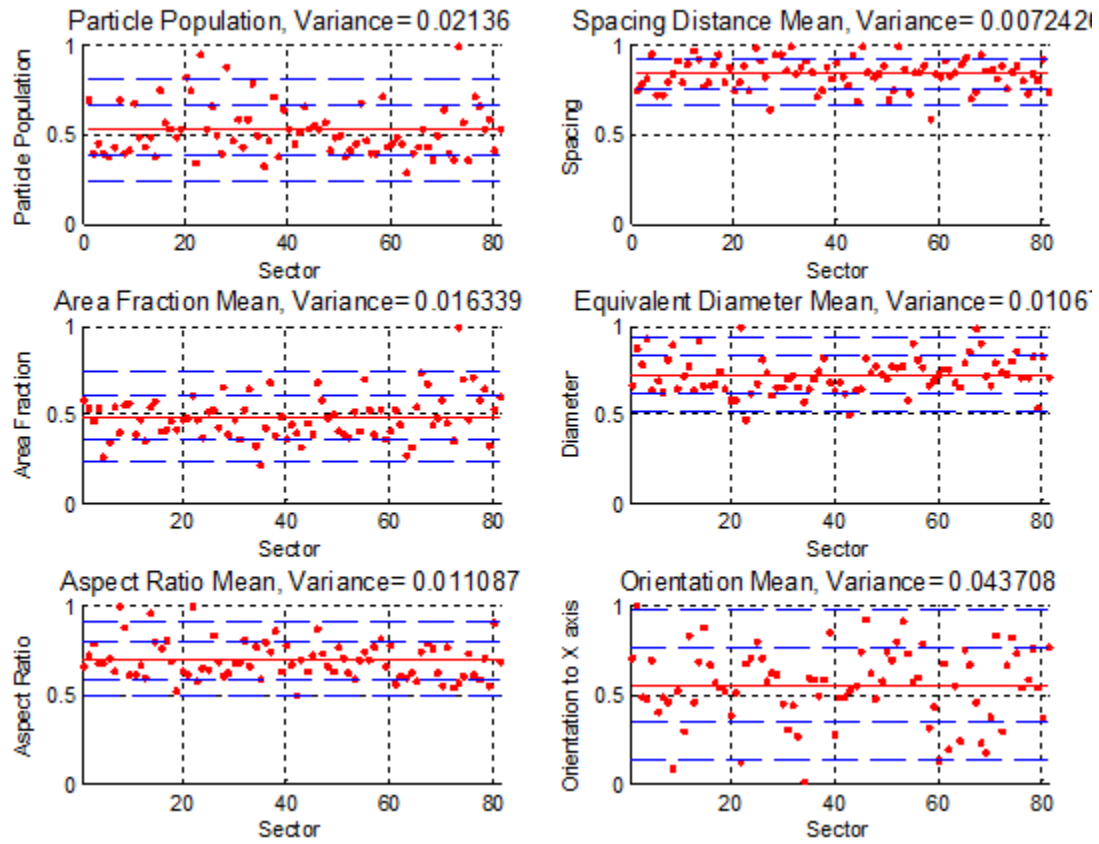 Particle Population, Variance= 0.02136
Particle Population
1
0.5
0
0 20 40 60 80
Sector
Spacing Distance Mean, Variance= 0.0072420
Spacing
1
0.5
0
0 20 40 60 80
Sector
Area Fraction Mean, Variance= 0.016339
Area Fraction
1
0.5
0
20 40 60 80
Sector
Equivalent Diameter Mean, Variance= 0.0106
Diameter
1
0.5
0
20 40 60 80
Sector
Aspect Ratio Mean, Variance= 0.011087
Aspect Ratio
1
0.5
0
20 40 60 80
Sector
Orientation Mean, Variance= 0.043708
Orientation to X axis
1
0.5
0
20 40 60 80
Sector